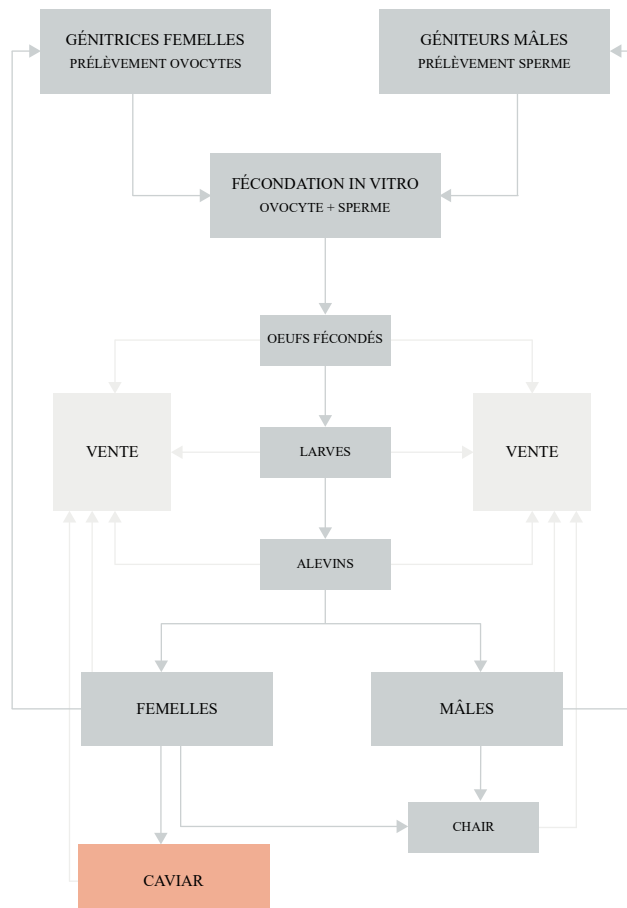 GÉNITRICES FEMELLES
PRÉLÈVEMENT OVOCYTES
GÉNITEURS MÂLES
PRÉLÈVEMENT SPERME
FÉCONDATION IN VITRO
OVOCYTE + SPERME
OEUFS FÉCONDÉS
VENTE
LARVES
VENTE
ALEVINS
FEMELLES
MÂLES
CHAIR
CAVIAR